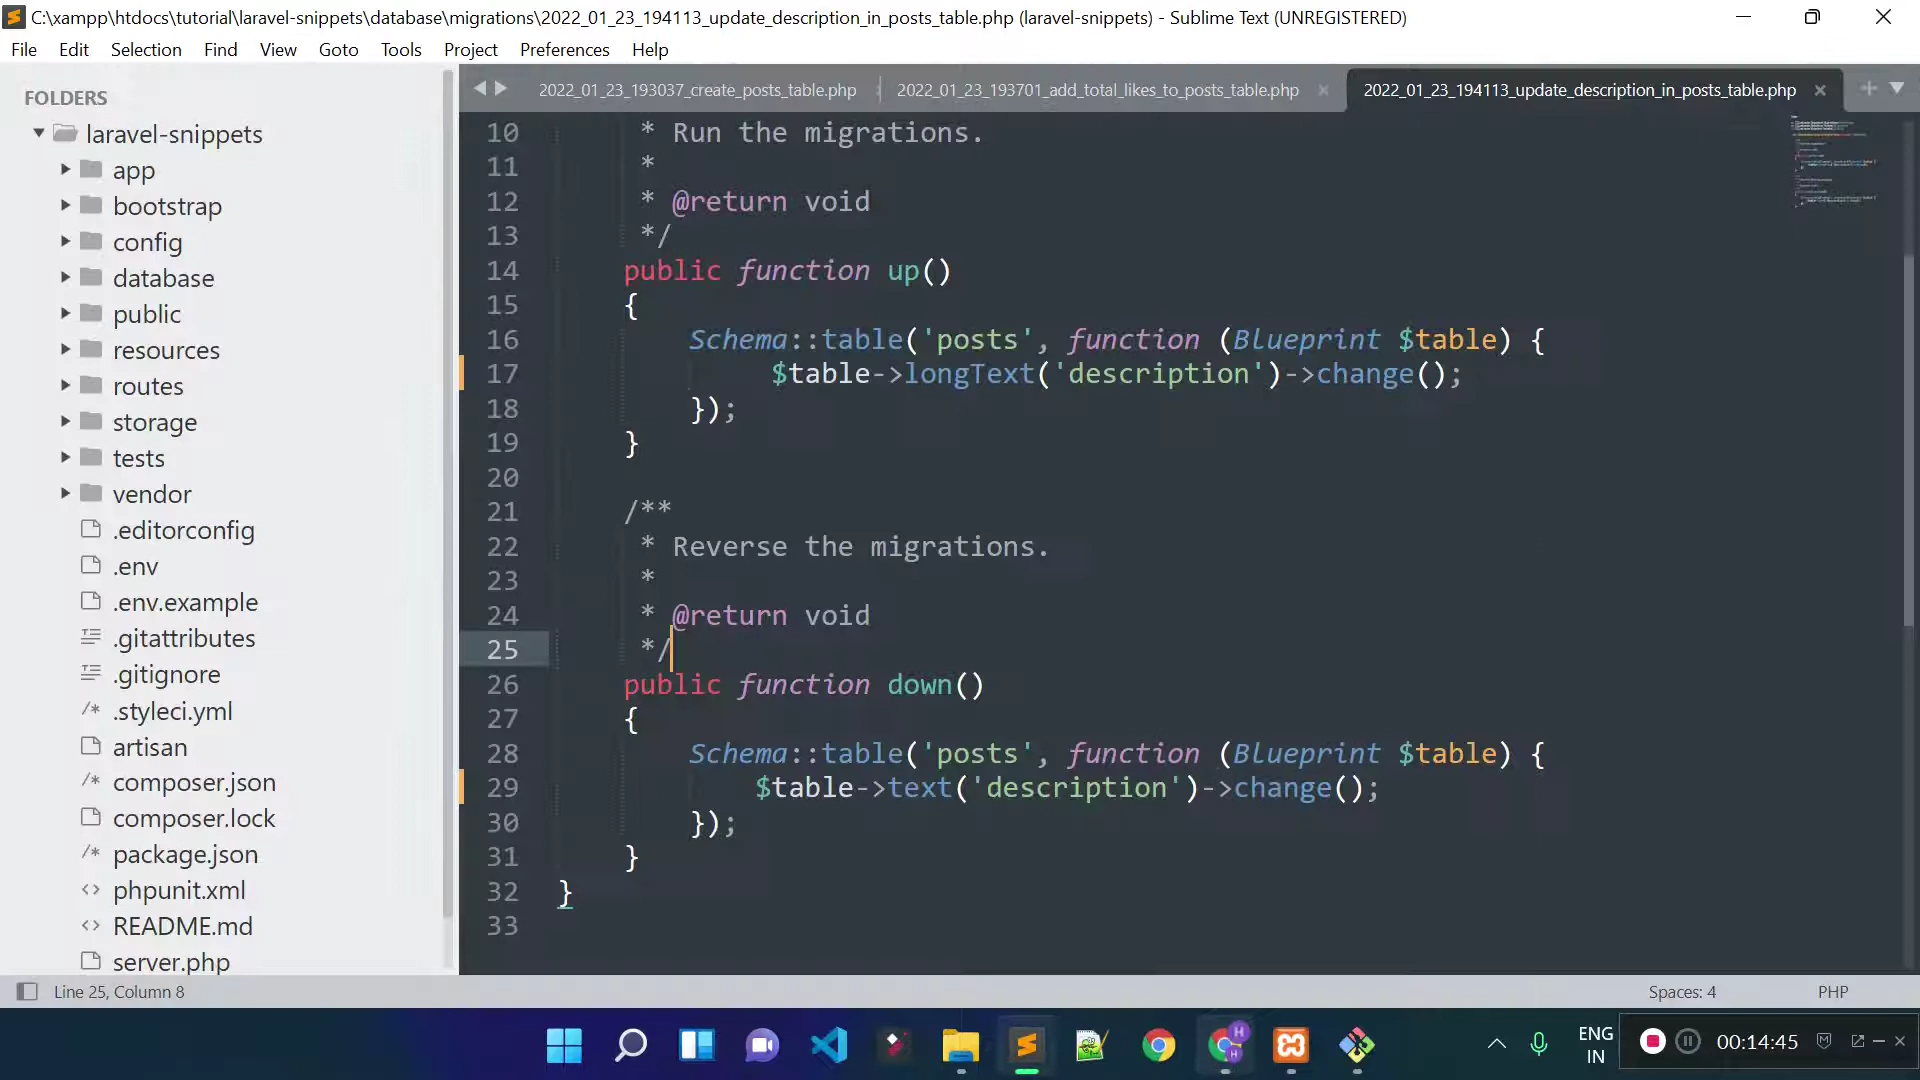 C:\xampp\htdocs\tutorial\laravel-snippets\database\migrations\2022_01_23_194113_update_description_in_posts_table.php (laravel-snippets) - Sublime Text (UNREGISTERED)
File Edit Selection Find View Goto Tools Project Preferences Help
FOLDERS
laravel-snippets
app
bootstrap
config
database
public
resources
routes
storage
tests
vendor
.editorconfig
.env
.env.example
.gitattributes
.gitignore
/* .styleci.yml
artisan
/* composer.json
composer.lock
/* package.json
<> phpunit.xml
<> README.md
server.php
2022_01_23_193037_create_posts_table.php 2022_01_23_193701_add_total_likes_to_posts_table.php 2022_01_23_194113_update_description_in_posts_table.php
10 * Run the migrations.
11 *
12 * @return void
13 */
14 public function up()
15 {
16 Schema::table('posts', function (Blueprint $table) {
17 $table->longText('description')->change();
18 });
19 }
20
21 /**
22 * Reverse the migrations.
23 *
24 * @return void
25 */
26 public function down()
27 {
28 Schema::table('posts', function (Blueprint $table) {
29 $table->text('description')->change();
30 });
31 }
32 }
33
Line 25, Column 8 Spaces: 4 PHP
ENG
IN
00:14:45